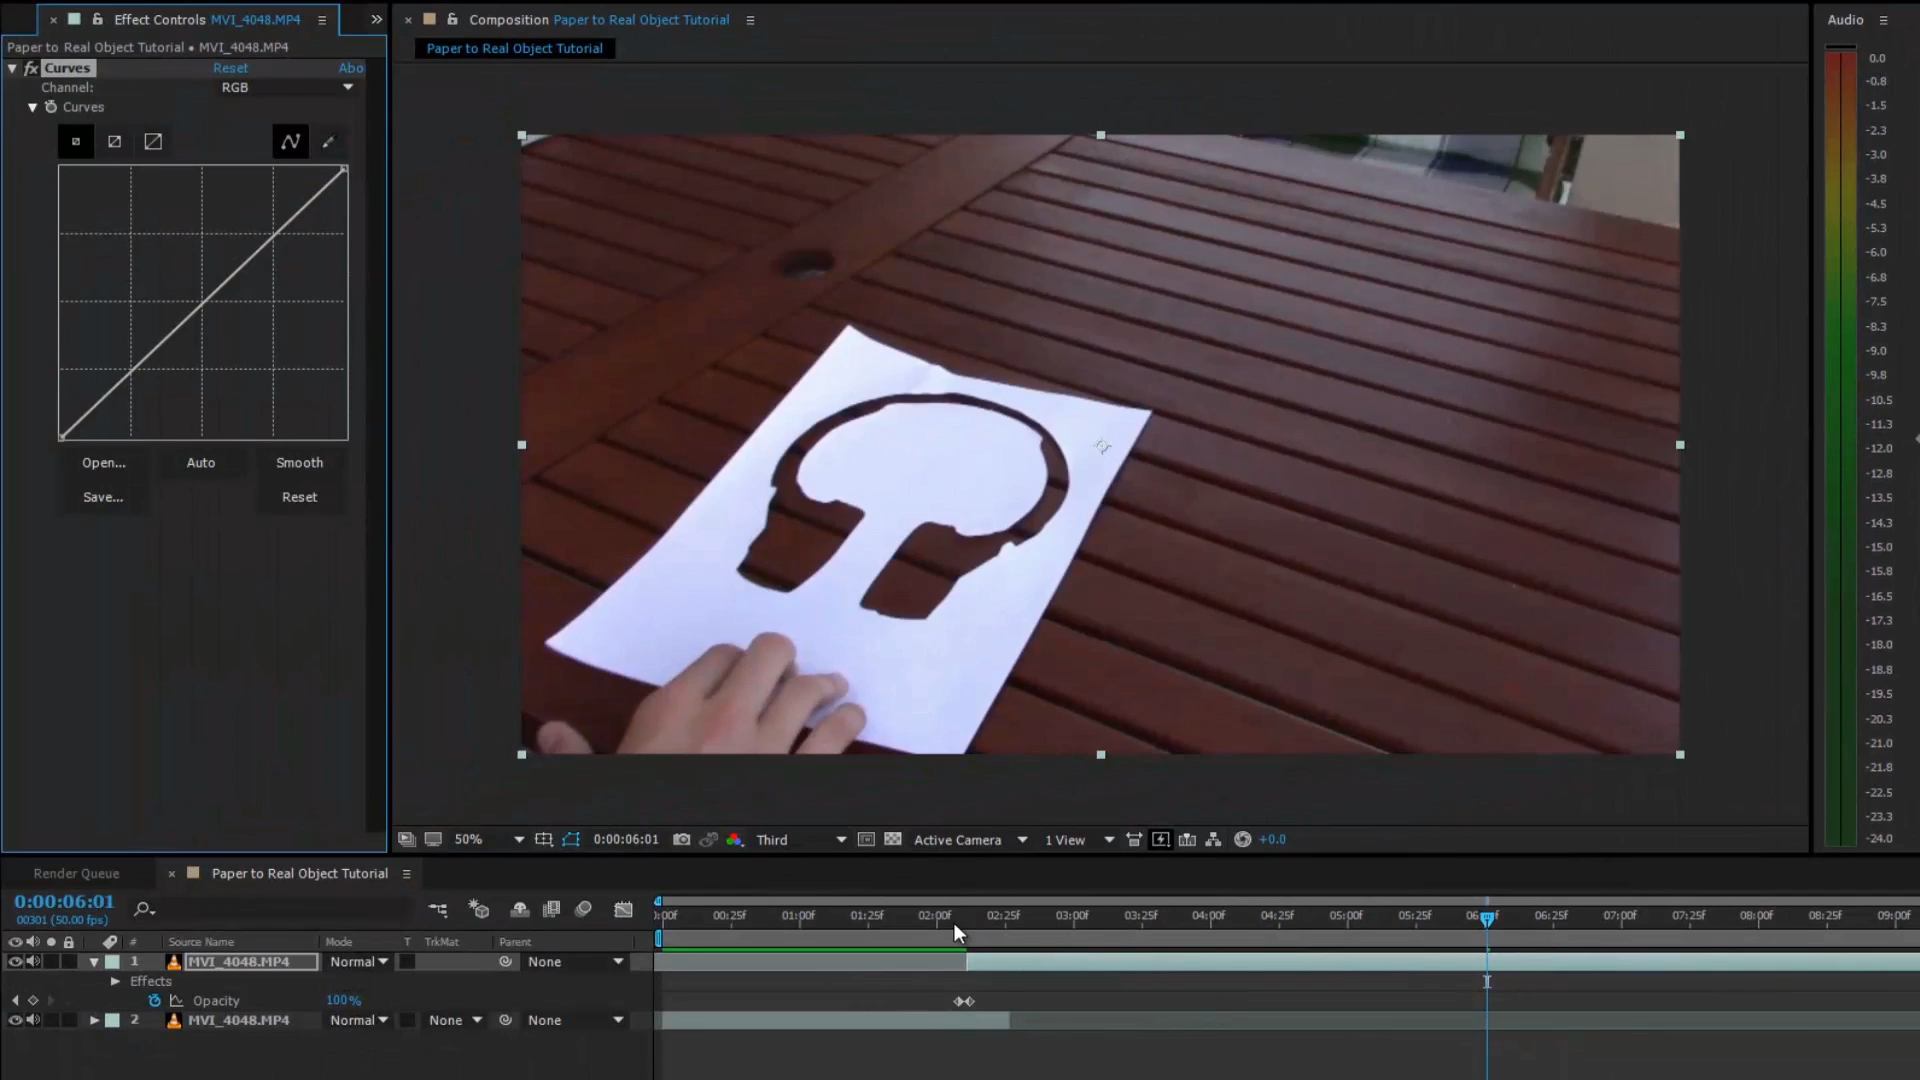 Effect Controls MVI_4048.MP4
Paper to Real Object Tutorial • MVI_4048.MP4
fx Curves Reset Abo
Channel: RGB
Curves
Open... Auto Smooth
Save... Reset
Composition Paper to Real Object Tutorial
Paper to Real Object Tutorial
50% 0:00:06:01 Third Active Camera 1 View +0.0
Audio
0.0
-0.8
-1.5
-2.3
-3.0
-3.8
-4.5
-5.3
-6.0
-6.8
-7.5
-8.3
-9.0
-9.8
-10.5
-11.3
-12.0
-12.8
-13.5
-14.3
-15.0
-15.8
-16.5
-17.3
-18.0
-18.8
-19.5
-20.3
-21.0
-21.8
-22.5
-23.3
-24.0
Render Queue Paper to Real Object Tutorial
0:00:06:01
00301 (50.00 fps)
:00f 00:25f 01:00f 01:25f 02:00f 02:25f 03:00f 03:25f 04:00f 04:25f 05:00f 05:25f 06:00f 06:25f 07:00f 07:25f 08:00f 08:25f 09:00f
# Source Name Mode T TrkMat Parent
1 MVI_4048.MP4 Normal None
Effects
Opacity 100%
2 MVI_4048.MP4 Normal None None